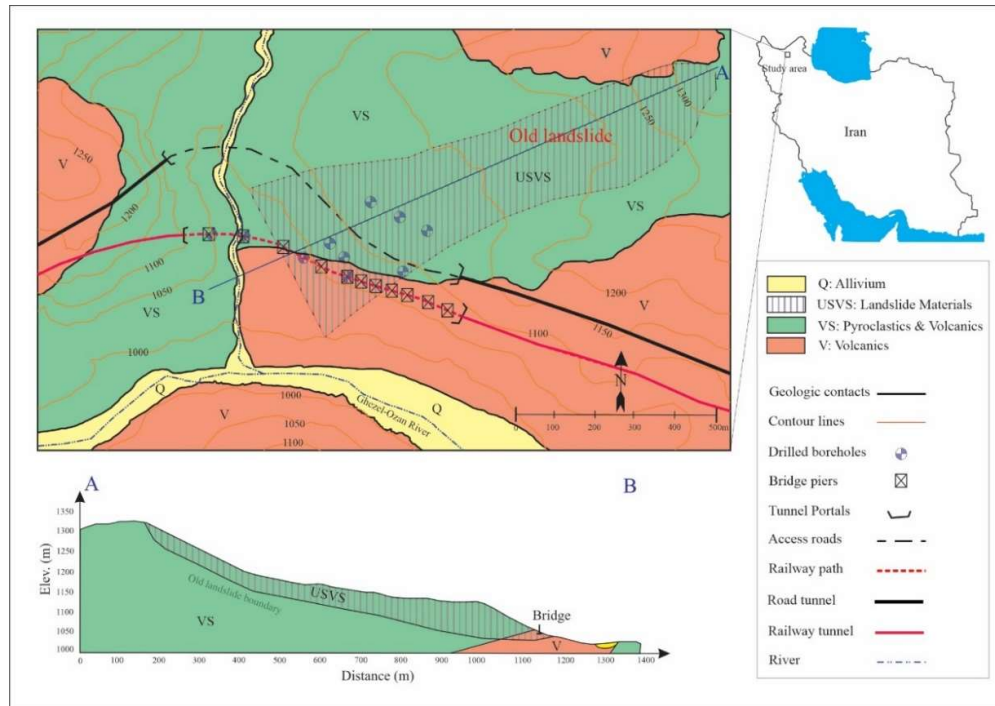 V
A
Study area
VS
1300
1250
Iran
Old landslide
V
1250
USVS
1200
VS
VS
1100
B
1200
V
1050
VS
1150
1100
1000
N
Q
1000
V
Ghezel-Ozan River
Q
1050
1100
0 100 200 300 400 500m
Q: Allivium
USVS: Landslide Materials
VS: Pyroclastics & Volcanics
V: Volcanics
Geologic contacts
Contour lines
Drilled boreholes
Bridge piers
Tunnel Portals
Access roads
Railway path
Road tunnel
Railway tunnel
River
A
B
Elev. (m)
1350
1300
1250
1200
1150
1100
1050
1000
Old landslide boundary
USVS
VS
Bridge
V
0 100 200 300 400 500 600 700 800 900 1000 1100 1200 1300 1400
Distance (m)